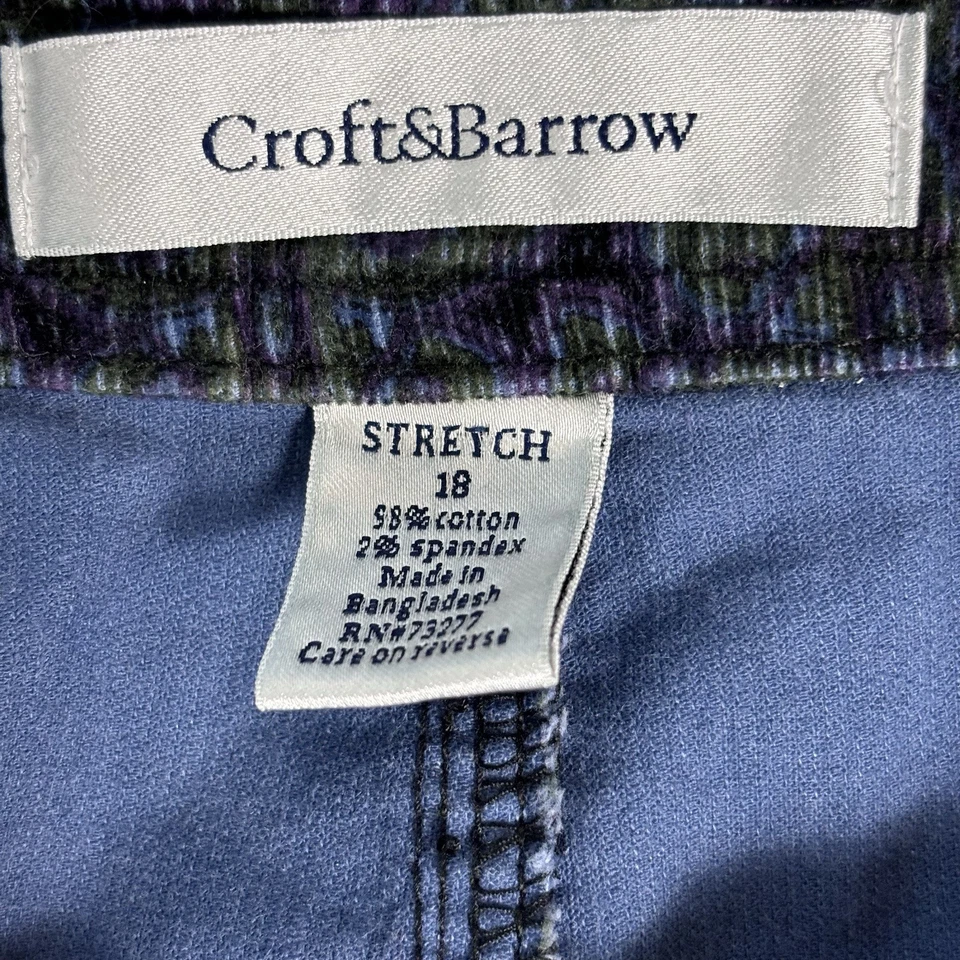 Croft&Barrow
STRETCH
18
98% cotton
2% spandex
Made in
Bangladesh
RN#73277
Care on reverse